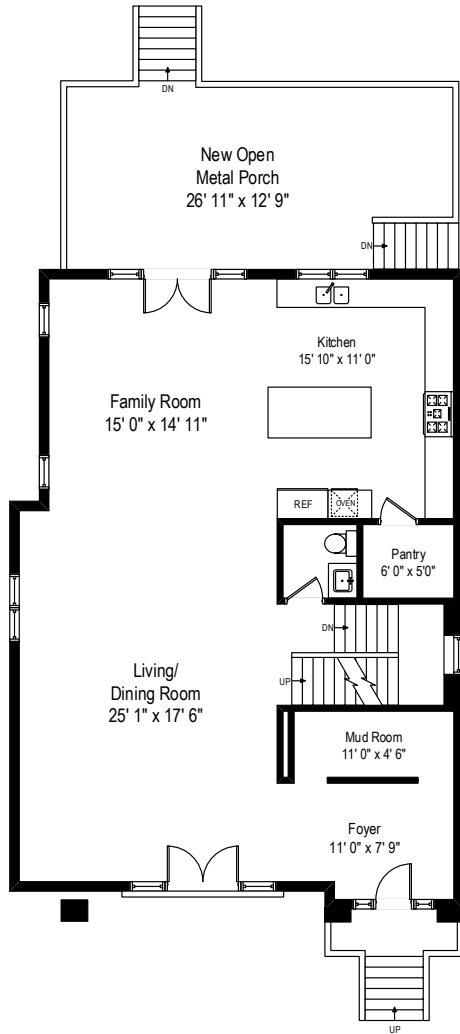 DN
New Open
Metal Porch
26' 11" x 12' 9"
DN
Kitchen
15' 10" x 11' 0"
Family Room
15' 0" x 14' 11"
REF
OVEN
Pantry
6' 0" x 5'0"
DN
UP
Living/
Dining Room
25' 1" x 17' 6"
Mud Room
11' 0" x 4' 6"
Foyer
11' 0" x 7' 9"
UP